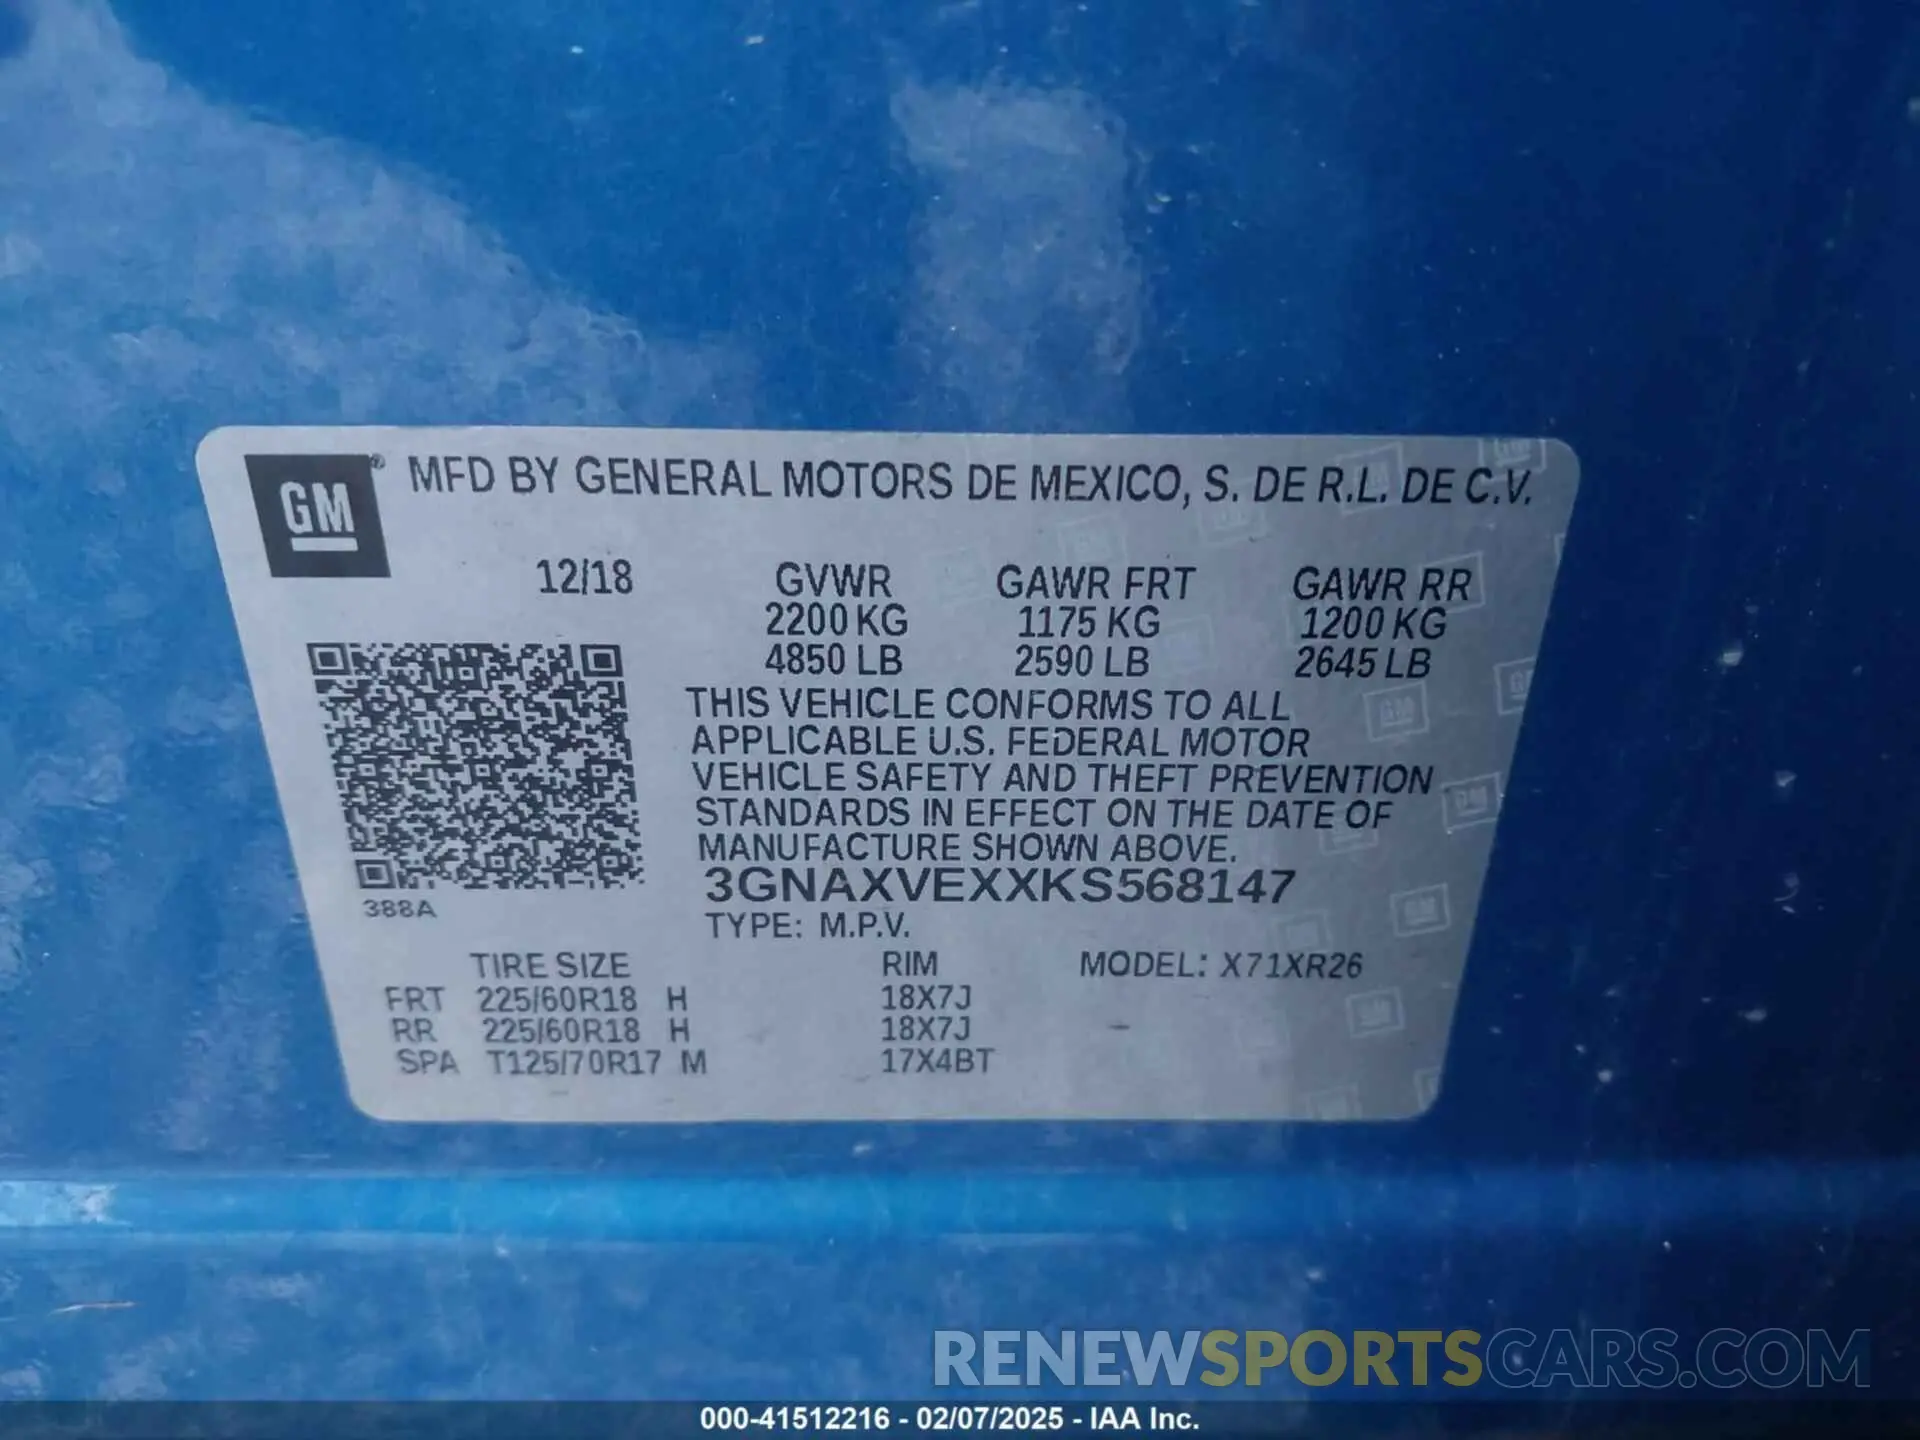 GM ® MFD BY GENERAL MOTORS DE MEXICO, S. DE R.L. DE C.V.
12/18 GVWR GAWR FRT GAWR RR
2200 KG 1175 KG 1200 KG
4850 LB 2590 LB 2645 LB
THIS VEHICLE CONFORMS TO ALL
APPLICABLE U.S. FEDERAL MOTOR
VEHICLE SAFETY AND THEFT PREVENTION
STANDARDS IN EFFECT ON THE DATE OF
MANUFACTURE SHOWN ABOVE.
3GNAXVEXXKS568147
388A
TYPE: M.P.V.
TIRE SIZE RIM MODEL: X71XR26
FRT 225/60R18 H 18X7J
RR 225/60R18 H 18X7J -
SPA T125/70R17 M 17X4BT
RENEWSPORTSCARS.COM
000-41512216 - 02/07/2025 - IAA Inc.